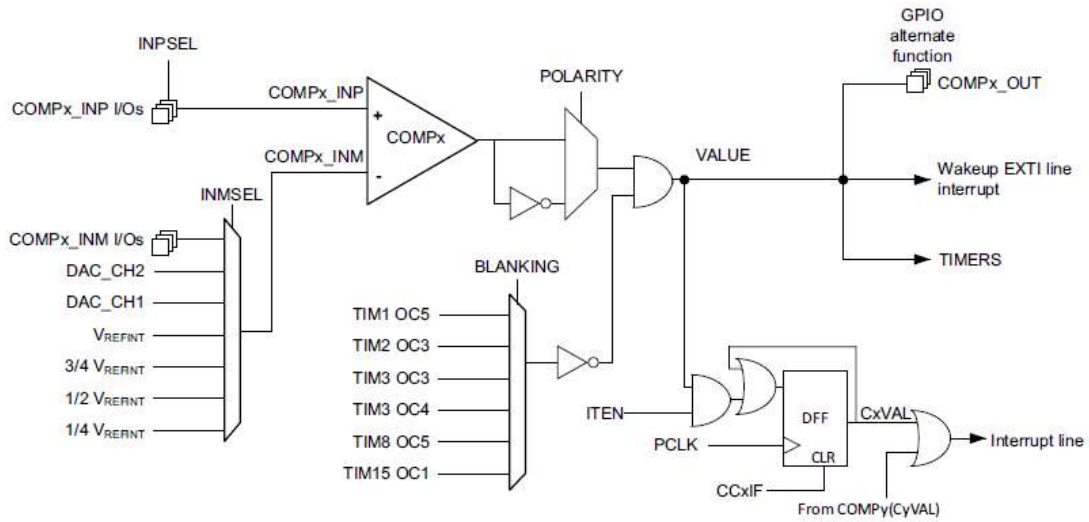 GPIO
alternate
function
INPSEL
COMPx_OUT
POLARITY
COMPx_INP I/Os
COMPx_INP
+
COMPx
COMPx_INM
-
VALUE
Wakeup EXTI line
interrupt
INMSEL
COMPx_INM I/Os
DAC_CH2
TIMERS
BLANKING
DAC_CH1
TIM1 OC5
VREFINT
TIM2 OC3
3/4 VREFINT
TIM3 OC3
1/2 VREFINT
TIM3 OC4
ITEN
DFF
CxVAL
1/4 VREFINT
TIM8 OC5
PCLK
Interrupt line
CLR
TIM15 OC1
CCxIF
From COMPy(CyVAL)